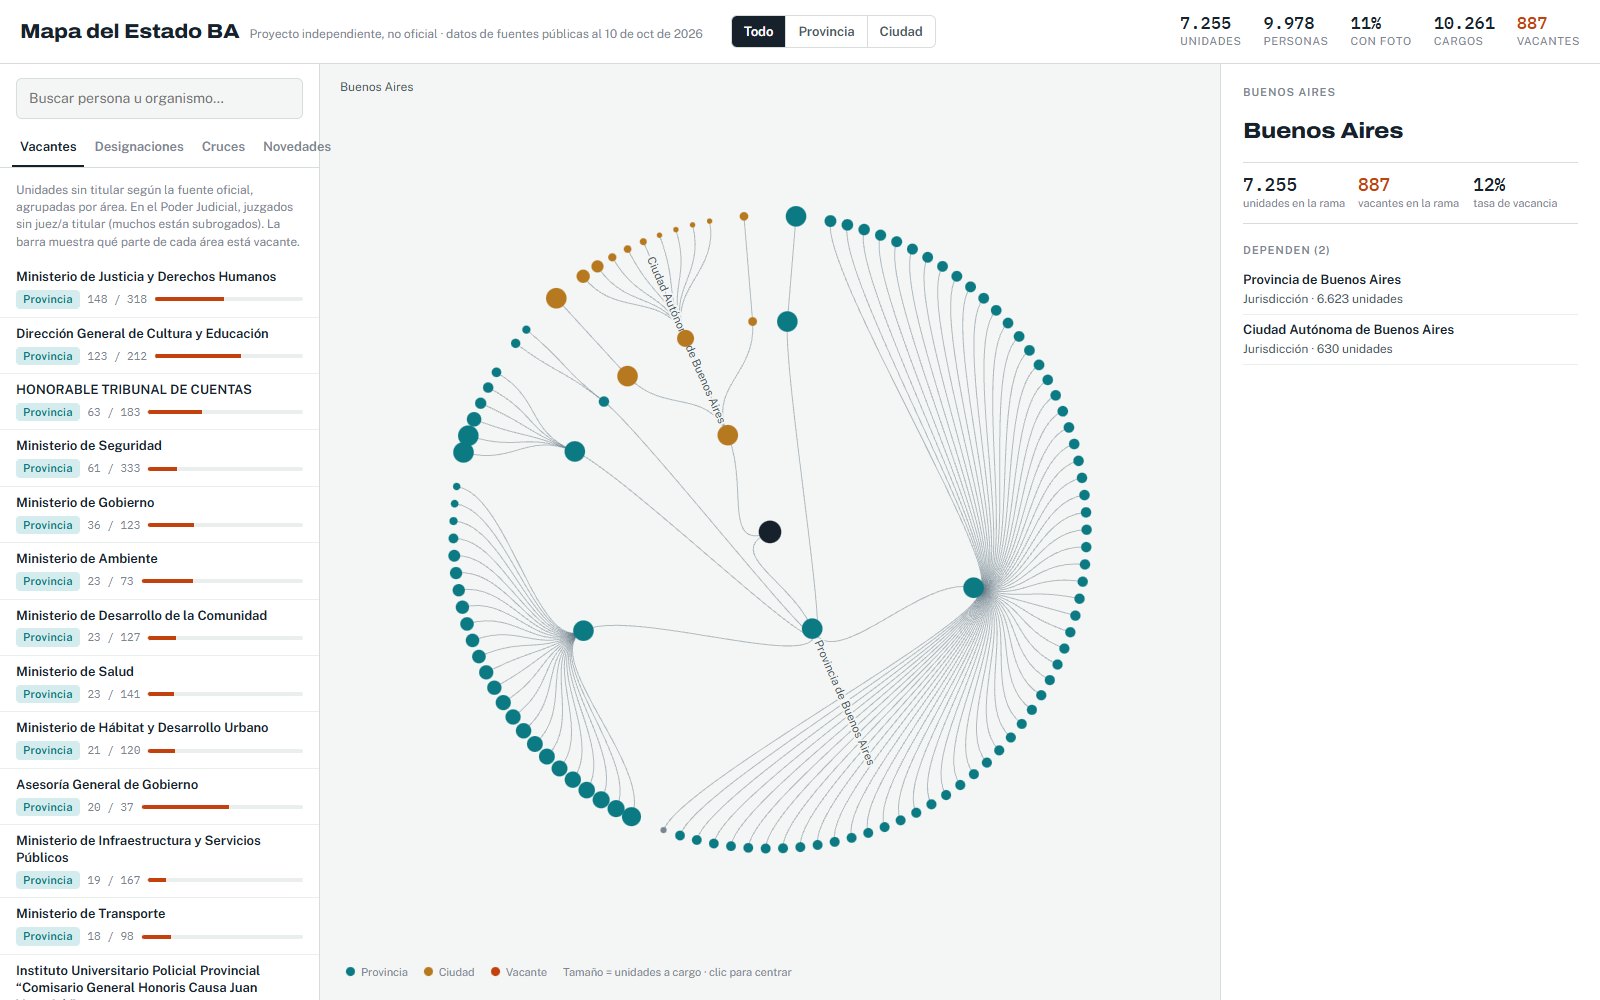 Mapa del Estado BA
Proyecto independiente, no oficial · datos de fuentes públicas al 10 de oct de 2026
Todo
Provincia
Ciudad
7.255
UNIDADES
9.978
PERSONAS
11%
CON FOTO
10.261
CARGOS
887
VACANTES
Buscar persona u organismo...
Vacantes
Designaciones
Cruces
Novedades
Unidades sin titular según la fuente oficial,
agrupadas por área. En el Poder Judicial, juzgados
sin juez/a titular (muchos están subrogados). La
barra muestra qué parte de cada área está vacante.
Ministerio de Justicia y Derechos Humanos
Provincia 148 / 318
Dirección General de Cultura y Educación
Provincia 123 / 212
HONORABLE TRIBUNAL DE CUENTAS
Provincia 63 / 183
Ministerio de Seguridad
Provincia 61 / 333
Ministerio de Gobierno
Provincia 36 / 123
Ministerio de Ambiente
Provincia 23 / 73
Ministerio de Desarrollo de la Comunidad
Provincia 23 / 127
Ministerio de Salud
Provincia 23 / 141
Ministerio de Hábitat y Desarrollo Urbano
Provincia 21 / 120
Asesoría General de Gobierno
Provincia 20 / 37
Ministerio de Infraestructura y Servicios
Públicos
Provincia 19 / 167
Ministerio de Transporte
Provincia 18 / 98
Instituto Universitario Policial Provincial
“Comisario General Honoris Causa Juan
Buenos Aires
Ciudad Autónoma de Buenos Aires
Provincia de Buenos Aires
Provincia
Ciudad
Vacante
Tamaño = unidades a cargo · clic para centrar
BUENOS AIRES
Buenos Aires
7.255
unidades en la rama
887
vacantes en la rama
12%
tasa de vacancia
DEPENDEN (2)
Provincia de Buenos Aires
Jurisdicción · 6.623 unidades
Ciudad Autónoma de Buenos Aires
Jurisdicción · 630 unidades